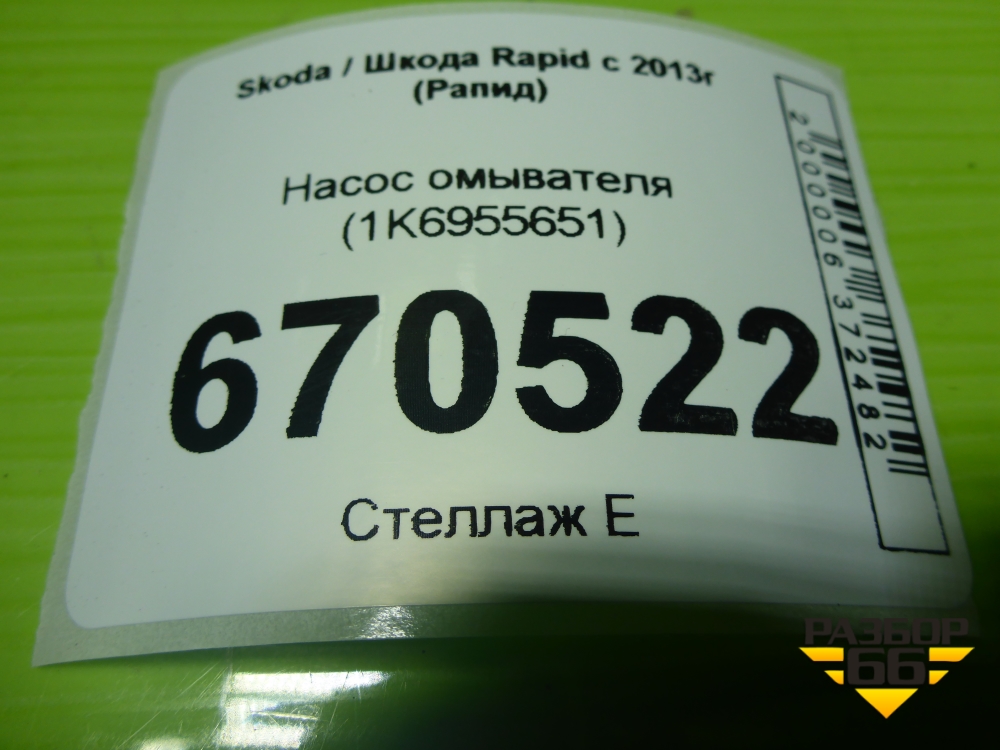 Skoda / Шкода Rapid с 2013г
(Рапид)
Насос омывателя
(1K6955651)
670522
Стеллаж Е
2000006372482
РАЗБОР
66